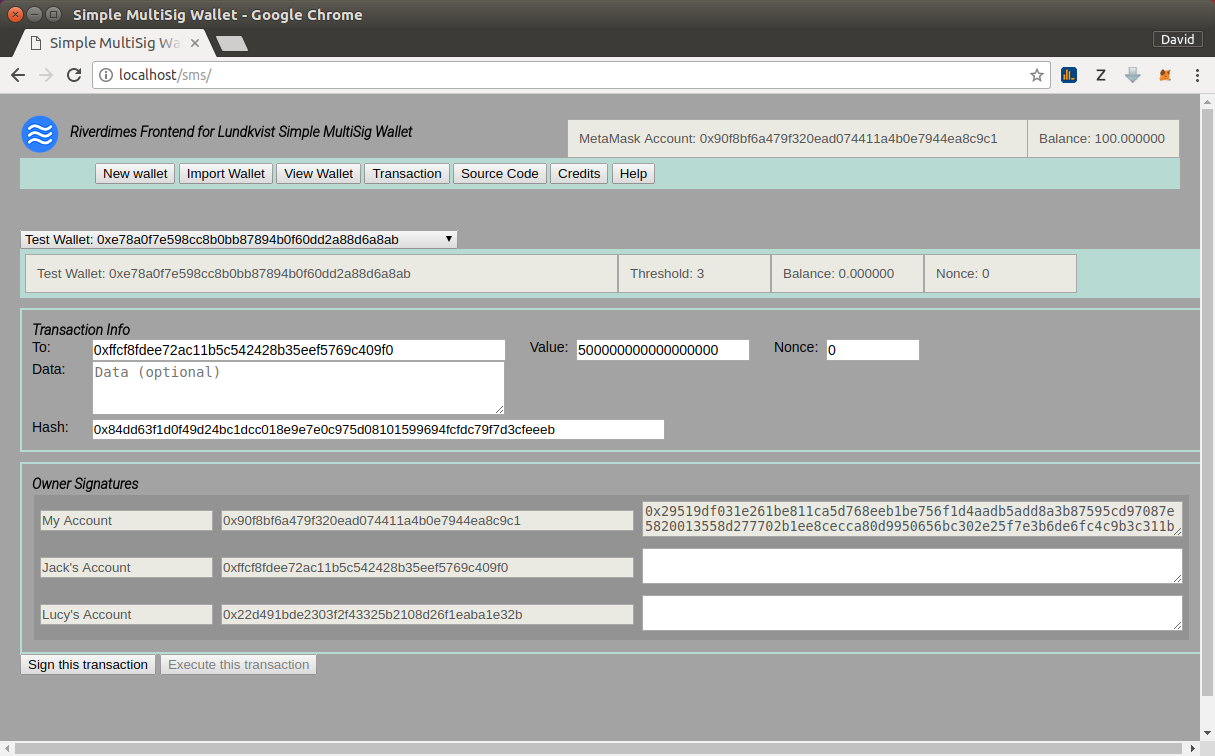 Simple MultiSig Wallet - Google Chrome
Simple MultiSig Wa
David
localhost/sms/
Z
Riverdimes Frontend for Lundkvist Simple MultiSig Wallet
MetaMask Account: 0x90f8bf6a479f320ead074411a4b0e7944ea8c9c1
Balance: 100.000000
New wallet
Import Wallet
View Wallet
Transaction
Source Code
Credits
Help
Test Wallet: 0xe78a0f7e598cc8b0bb87894b0f60dd2a88d6a8ab
Test Wallet: 0xe78a0f7e598cc8b0bb87894b0f60dd2a88d6a8ab
Threshold: 3
Balance: 0.000000
Nonce: 0
Transaction Info
To: 0xffcf8fdee72ac11b5c542428b35eef5769c409f0
Value: 500000000000000000
Nonce: 0
Data: Data (optional)
Hash: 0x84dd63f1d0f49d24bc1dcc018e9e7e0c975d08101599694fcfdc79f7d3cfeeeb
Owner Signatures
My Account
0x90f8bf6a479f320ead074411a4b0e7944ea8c9c1
0x29519df031e261be811ca5d768eeb1be756f1d4aadb5add8a3b87595cd97087e
5820013558d277702b1ee8cecca80d9950656bc302e25f7e3b6de6fc4c9b3c311b
Jack's Account
0xffcf8fdee72ac11b5c542428b35eef5769c409f0
Lucy's Account
0x22d491bde2303f2f43325b2108d26f1eaba1e32b
Sign this transaction
Execute this transaction